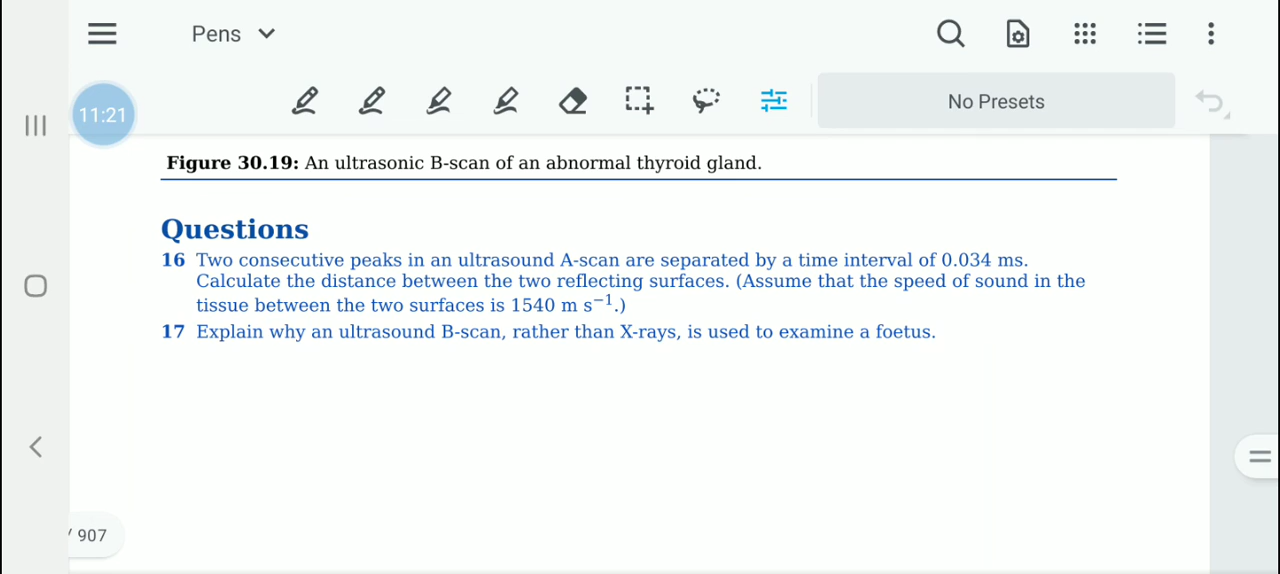 Pens
11:21
No Presets
Figure 30.19: An ultrasonic B-scan of an abnormal thyroid gland.
Questions
16 Two consecutive peaks in an ultrasound A-scan are separated by a time interval of 0.034 ms.
Calculate the distance between the two reflecting surfaces. (Assume that the speed of sound in the
tissue between the two surfaces is 1540 m s⁻¹.)
17 Explain why an ultrasound B-scan, rather than X-rays, is used to examine a foetus.
/ 907